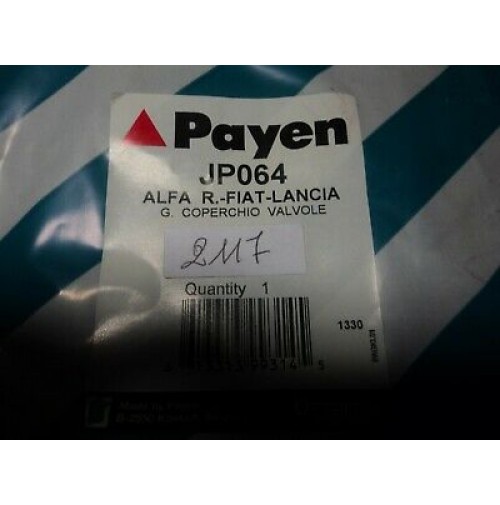 Payen
JP064
ALFA R.-FIAT-LANCIA
G. COPERCHIO VALVOLE
2117
Quantity 1
1330